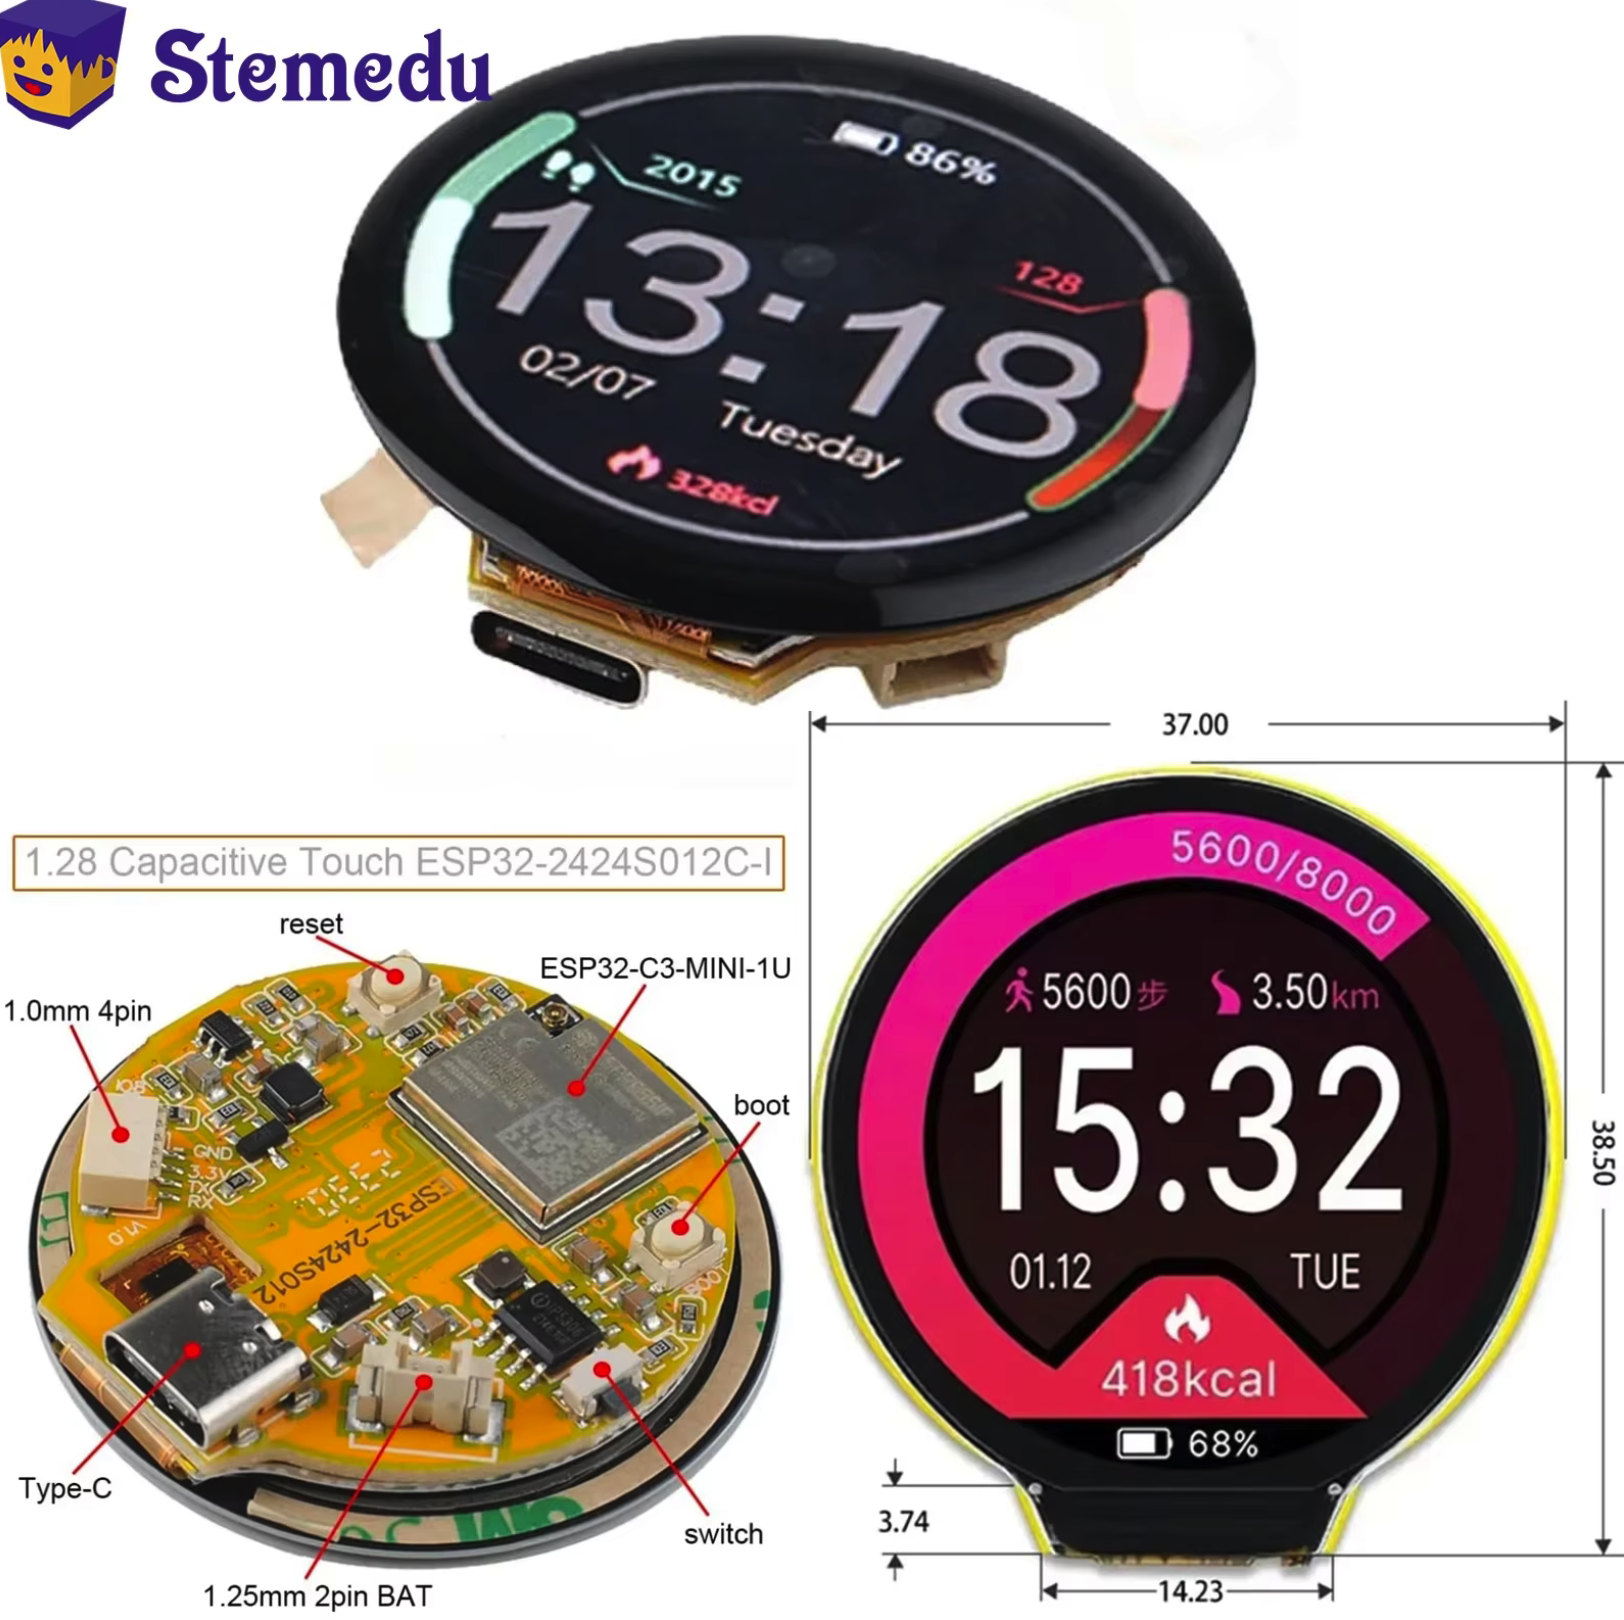 Stemedu
86%
2015
13:18
128
02/07
Tuesday
328kcl
37.00
1.28 Capacitive Touch ESP32-2424S012C-I
5600/8000
reset
ESP32-C3-MINI-1U
1.0mm 4pin
5600步
3.50km
boot
15:32
38.50
GND
3.3V
TX
RX
V1.0
ESP32-2424S012
BOOT
01.12
TUE
418kcal
68%
Type-C
switch
3.74
1.25mm 2pin BAT
14.23